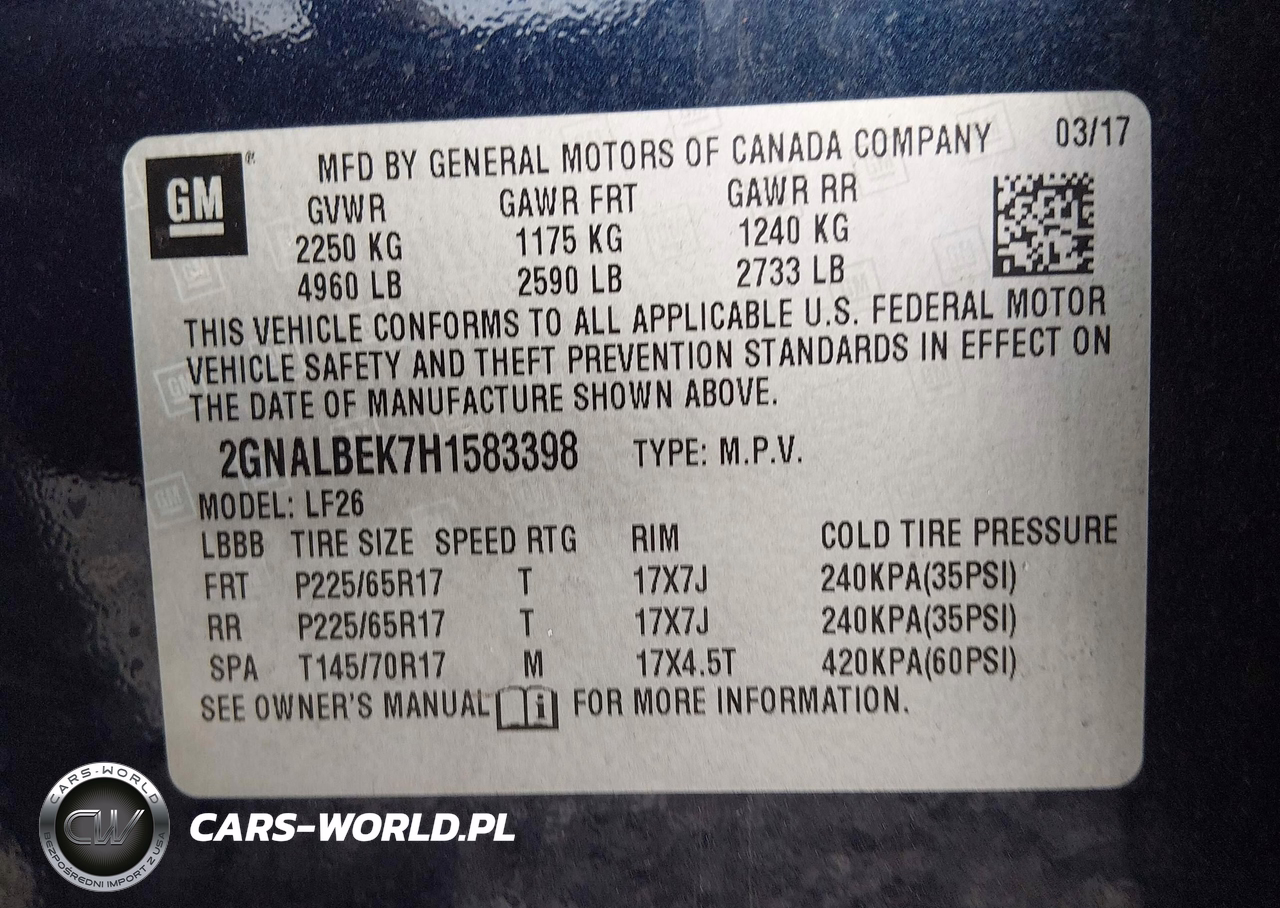 GM
®
MFD BY GENERAL MOTORS OF CANADA COMPANY 03/17
GVWR GAWR FRT GAWR RR
2250 KG 1175 KG 1240 KG
4960 LB 2590 LB 2733 LB
THIS VEHICLE CONFORMS TO ALL APPLICABLE U.S. FEDERAL MOTOR
VEHICLE SAFETY AND THEFT PREVENTION STANDARDS IN EFFECT ON
THE DATE OF MANUFACTURE SHOWN ABOVE.
2GNALBEK7H1583398 TYPE: M.P.V.
MODEL: LF26
LBBB TIRE SIZE SPEED RTG RIM COLD TIRE PRESSURE
FRT P225/65R17 T 17X7J 240KPA(35PSI)
RR P225/65R17 T 17X7J 240KPA(35PSI)
SPA T145/70R17 M 17X4.5T 420KPA(60PSI)
SEE OWNER'S MANUAL i FOR MORE INFORMATION.
CARS-WORLD
CW
BEZPOŚREDNI IMPORT Z USA
CARS-WORLD.PL